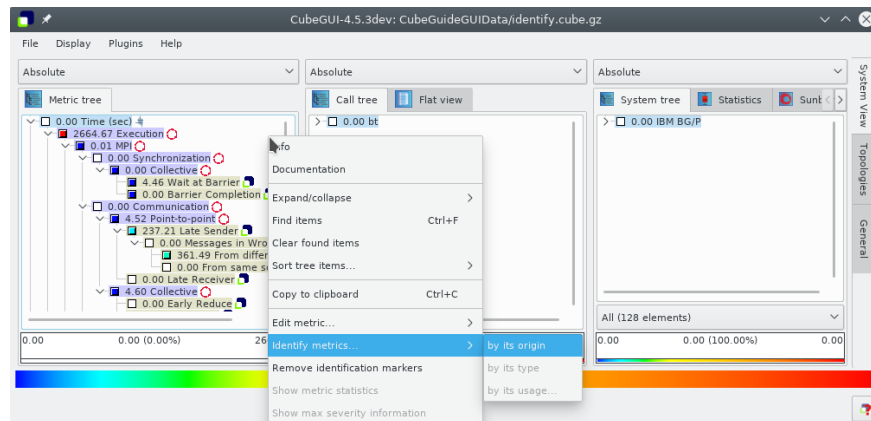 CubeGUI-4.5.3dev: CubeGuideGUIData/identify.cube.gz
File Display Plugins Help
Absolute
Absolute
Absolute
Metric tree
Call tree
Flat view
System tree
Statistics
System View
Topologies
General
0.00 Time (sec)
2664.67 Execution
0.01 MPI
0.00 Synchronization
0.00 Collective
4.46 Wait at Barrier
0.00 Barrier Completion
0.00 Communication
4.52 Point-to-point
237.21 Late Sender
0.00 Messages in
361.49 From
0.00 From same
0.00 Late Receiver
4.60 Collective
0.00 Early Reduce
0.00 bt
0.00 IBM BG/P
Documentation
Expand/collapse
Find items Ctrl+F
Clear found items
Sort tree items...
Copy to clipboard Ctrl+C
Edit metric...
Identify metrics...
Remove identification markers
Show metric statistics
Show max severity information
by its origin
by its type
by its usage...
All (128 elements)
0.00 0.00 (0.00%)
0.00 0.00 (100.00%) 0.00